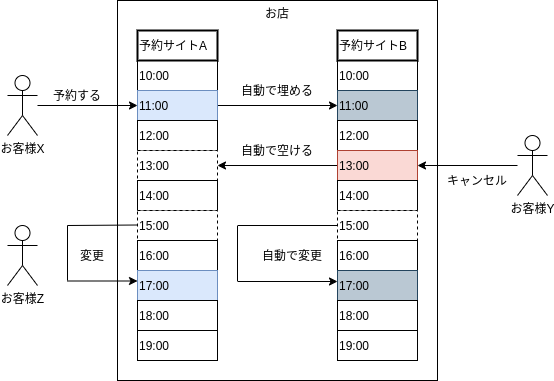 お店
予約サイトA
予約サイトB
10:00
10:00
予約する
11:00
自動で埋める
11:00
お客様X
12:00
12:00
13:00
自動で空ける
13:00
キャンセル
お客様Y
14:00
14:00
15:00
15:00
お客様Z
変更
16:00
自動で変更
16:00
17:00
17:00
18:00
18:00
19:00
19:00